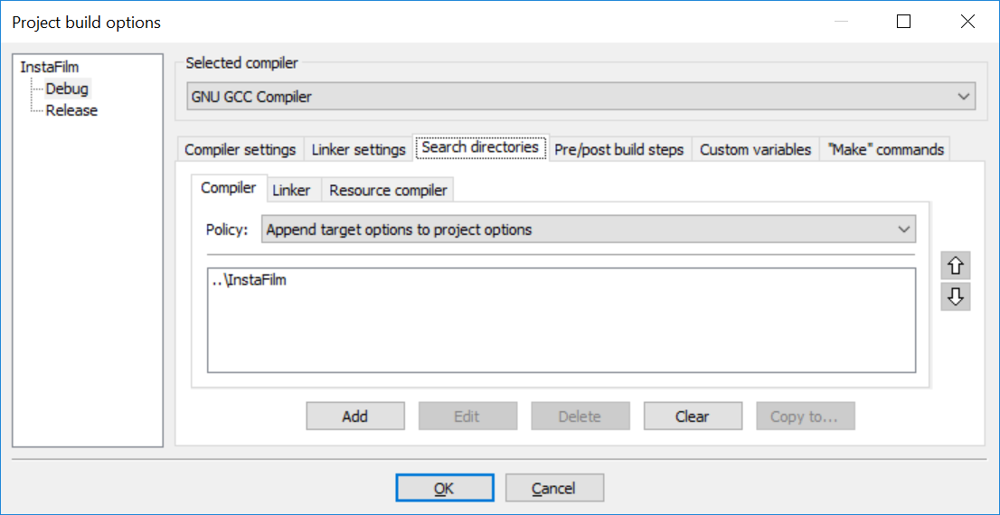 Project build options
InstaFilm
Debug
Release
Selected compiler
GNU GCC Compiler
Compiler settings Linker settings Search directories Pre/post build steps Custom variables "Make" commands
Compiler Linker Resource compiler
Policy: Append target options to project options
..\InstaFilm
Add Edit Delete Clear Copy to...
OK Cancel